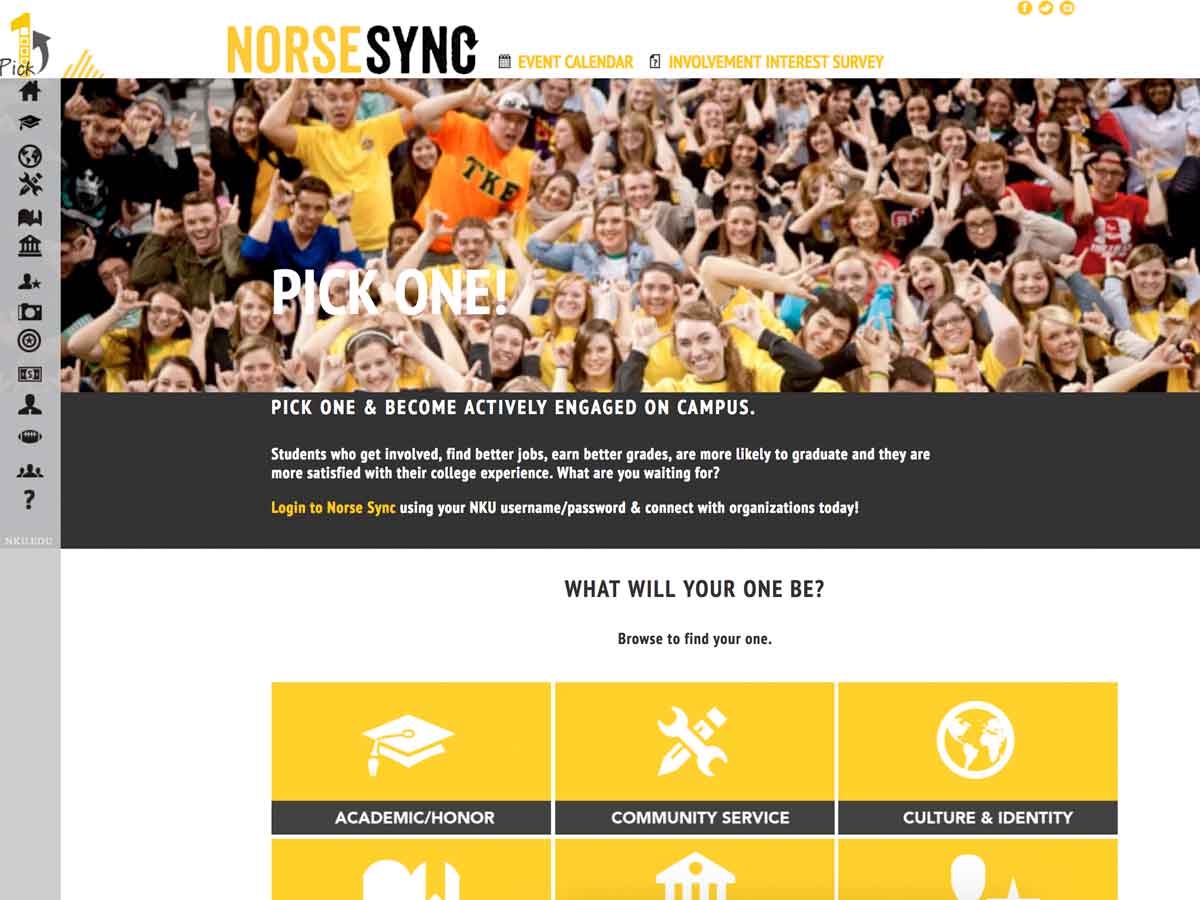 1
Pick
NORSESYNC
EVENT CALENDAR
INVOLVEMENT INTEREST SURVEY
TKE
PICK ONE!
PICK ONE & BECOME ACTIVELY ENGAGED ON CAMPUS.
Students who get involved, find better jobs, earn better grades, are more likely to graduate and they are
more satisfied with their college experience. What are you waiting for?
Login to Norse Sync using your NKU username/password & connect with organizations today!
?
NKU.EDU
WHAT WILL YOUR ONE BE?
Browse to find your one.
ACADEMIC/HONOR
COMMUNITY SERVICE
CULTURE & IDENTITY